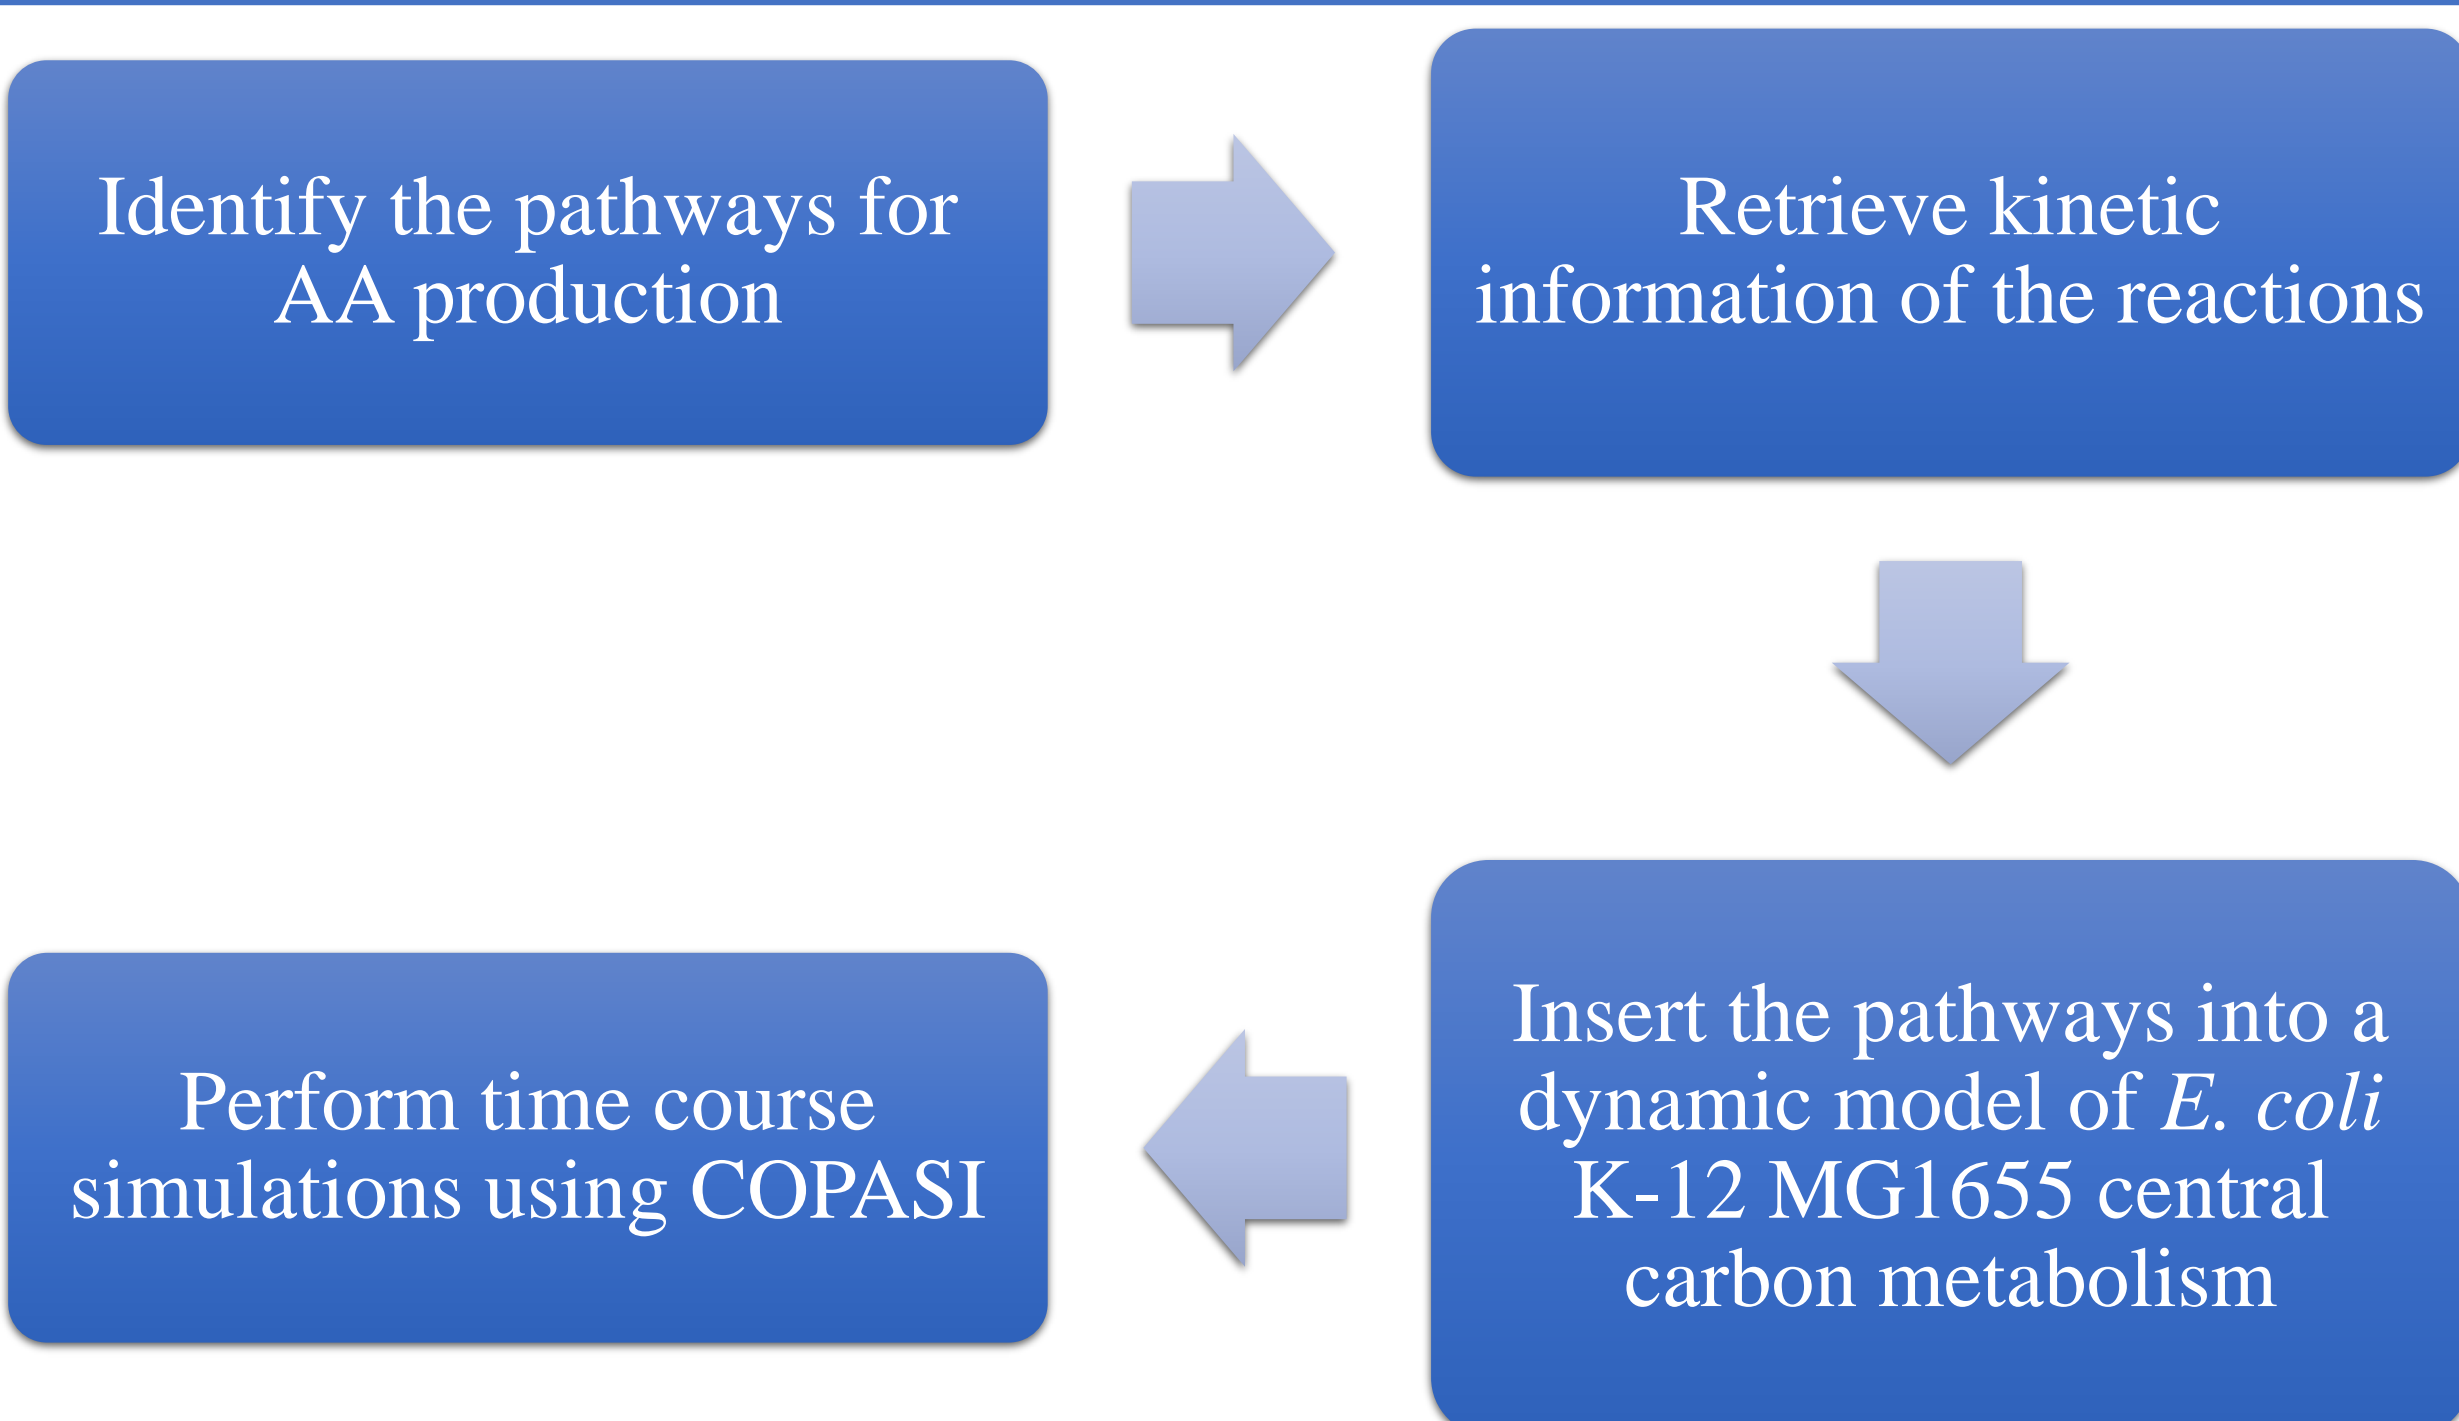 Identify the pathways for
AA production
Retrieve kinetic
information of the reactions
Insert the pathways into a
dynamic model of E. coli
K-12 MG1655 central
carbon metabolism
Perform time course
simulations using COPASI